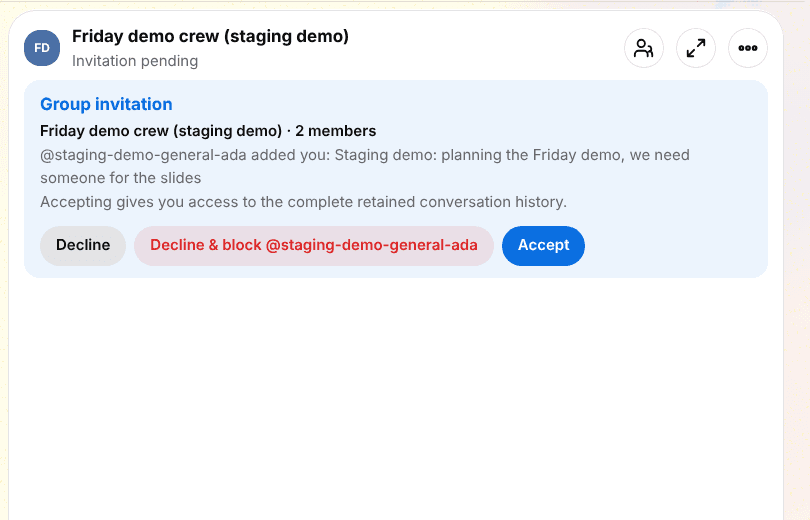 FD
Friday demo crew (staging demo)
Invitation pending
Group invitation
Friday demo crew (staging demo) · 2 members
@staging-demo-general-ada added you: Staging demo: planning the Friday demo, we need
someone for the slides
Accepting gives you access to the complete retained conversation history.
Decline
Decline & block @staging-demo-general-ada
Accept